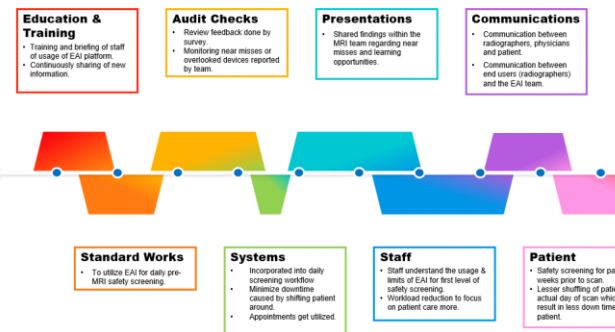 Education &
Training
• Training and briefing of staff
of usage of EAI platform.
• Continuously sharing of new
information.
Audit Checks
• Review feedback done by
survey.
• Monitoring near misses or
overlooked devices reported
by team.
Presentations
• Shared findings within the
MRI team regarding near
misses and learning
opportunities.
Communications
• Communication between
radiographers, physicians
and patient.
• Communication between
end users (radiographers)
and the EAI team.
Standard Works
• To utilize EAI for daily pre-
MRI safety screening.
Systems
• Incorporated into daily
screening workflow
• Minimize downtime
caused by shifting patient
around.
• Appointments get utilized.
Staff
• Staff understand the usage &
limits of EAI for first level of
safety screening.
• Workload reduction to focus
on patient care more.
Patient
• Safety screening for
weeks prior to scan.
• Lesser shuffling of
actual day of scan
result in less down
patient.